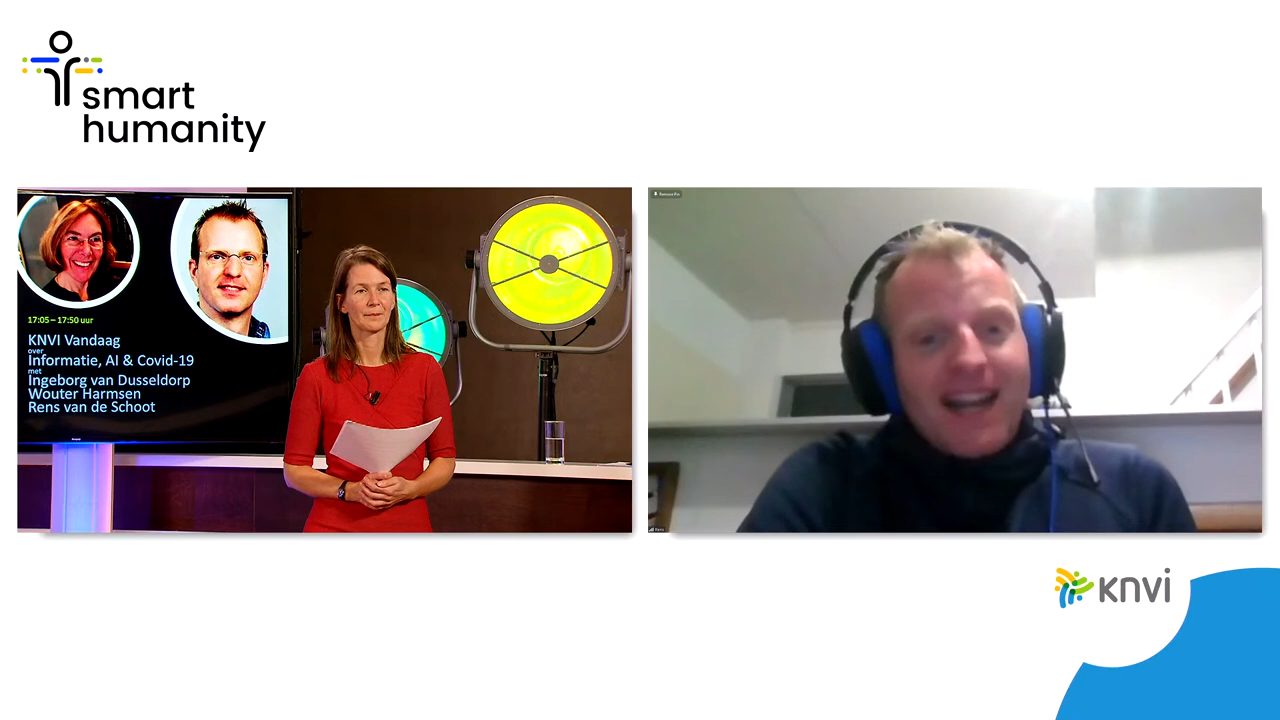 smart
humanity
17:05 – 17:50 uur
KNVI Vandaag
over
Informatie, AI & Covid-19
met
Ingeborg van Dusseldorp
Wouter Harmsen
Rens van de Schoot
Rens
knvi